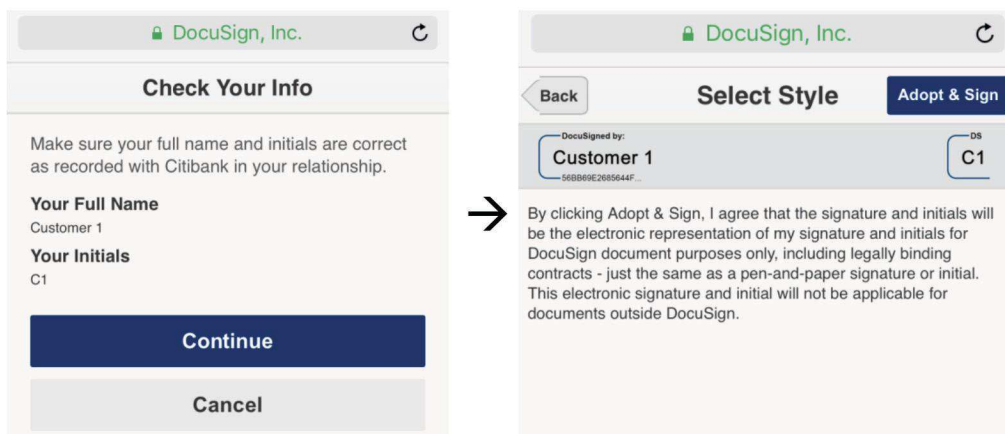 DocuSign, Inc.
Check Your Info
Make sure your full name and initials are correct
as recorded with Citibank in your relationship.
Your Full Name
Customer 1
Your Initials
C1
Continue
Cancel
→
DocuSign, Inc.
Back
Select Style
Adopt & Sign
DocuSigned by:
Customer 1
56BB69E2685644F...
DS
C1
By clicking Adopt & Sign, I agree that the signature and initials will
be the electronic representation of my signature and initials for
DocuSign document purposes only, including legally binding
contracts - just the same as a pen-and-paper signature or initial.
This electronic signature and initial will not be applicable for
documents outside DocuSign.